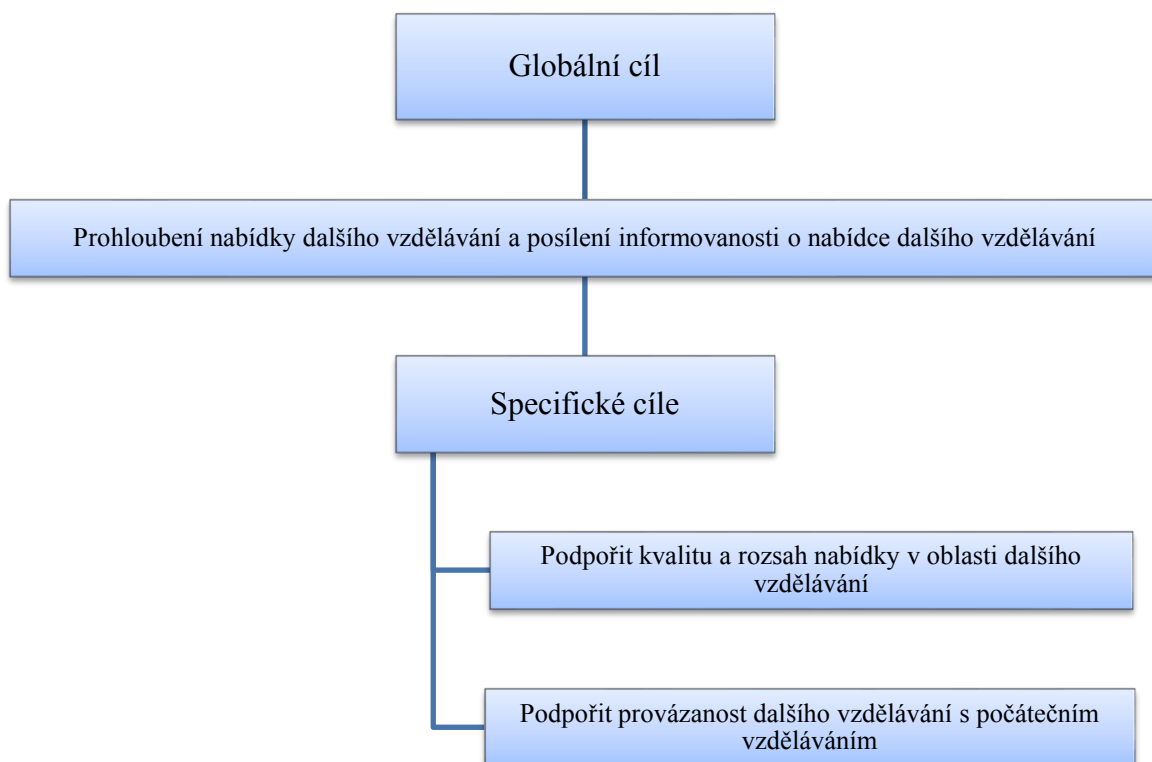 Globální cíl
Prohloubení nabídky dalšího vzdělávání a posílení informovanosti o nabídce dalšího vzdělávání
Specifické cíle
Podpořit kvalitu a rozsah nabídky v oblasti dalšího
vzdělávání
Podpořit provázanost dalšího vzdělávání s počátečním
vzděláváním